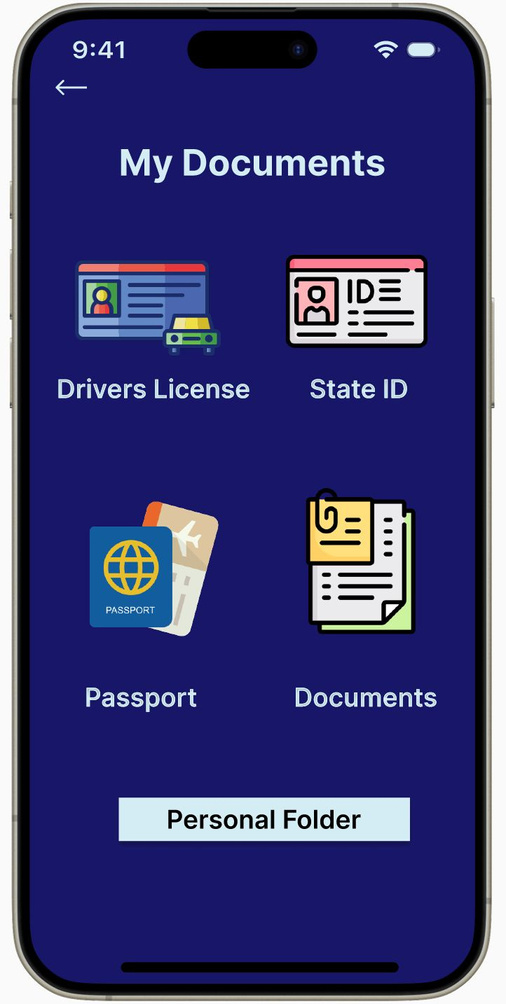 9:41
My Documents
ID
Drivers License
State ID
PASSPORT
Passport
Documents
Personal Folder